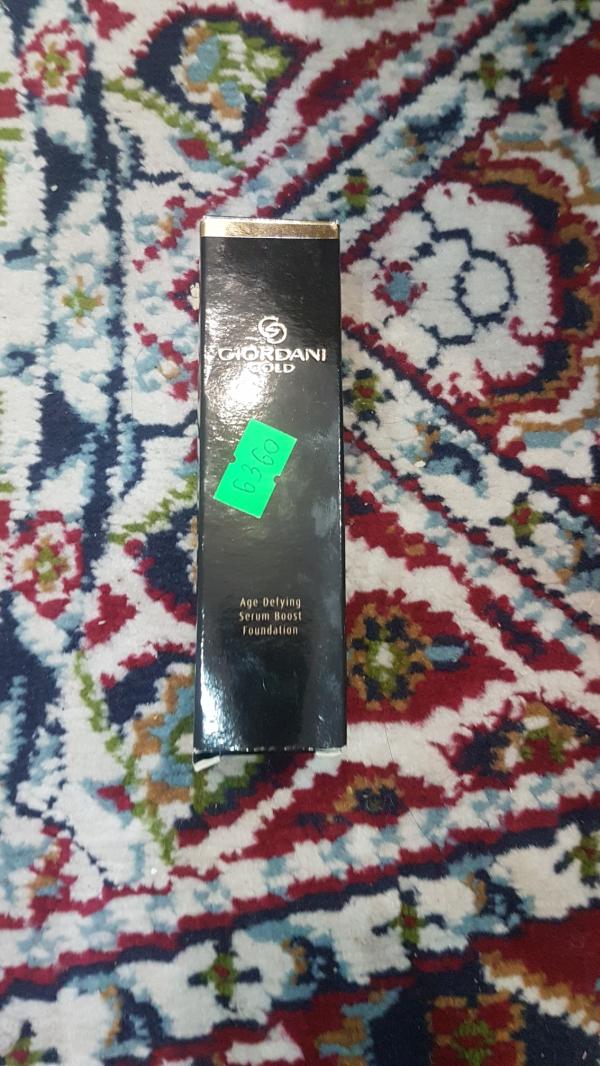 GIORDANI
GOLD
6360
Age Defying
Serum Boost
Foundation